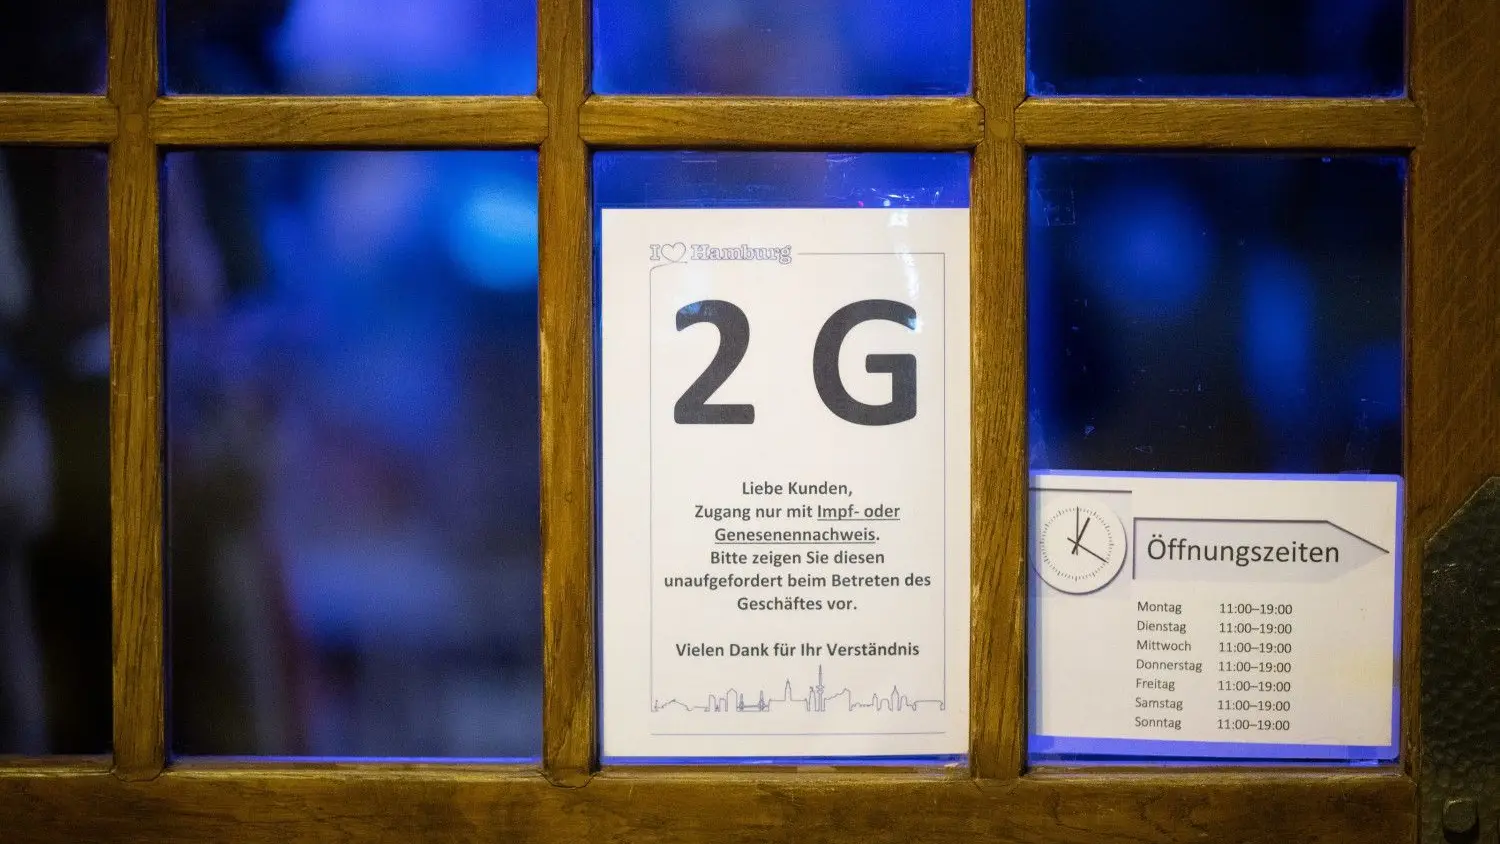 I Hamburg
2 G
Liebe Kunden,
Zugang nur mit Impf- oder
Genesenennachweis.
Bitte zeigen Sie diesen
unaufgefordert beim Betreten des
Geschäftes vor.
Vielen Dank für Ihr Verständnis
Öffnungszeiten
Montag 11:00–19:00
Dienstag 11:00–19:00
Mittwoch 11:00–19:00
Donnerstag 11:00–19:00
Freitag 11:00–19:00
Samstag 11:00–19:00
Sonntag 11:00–19:00